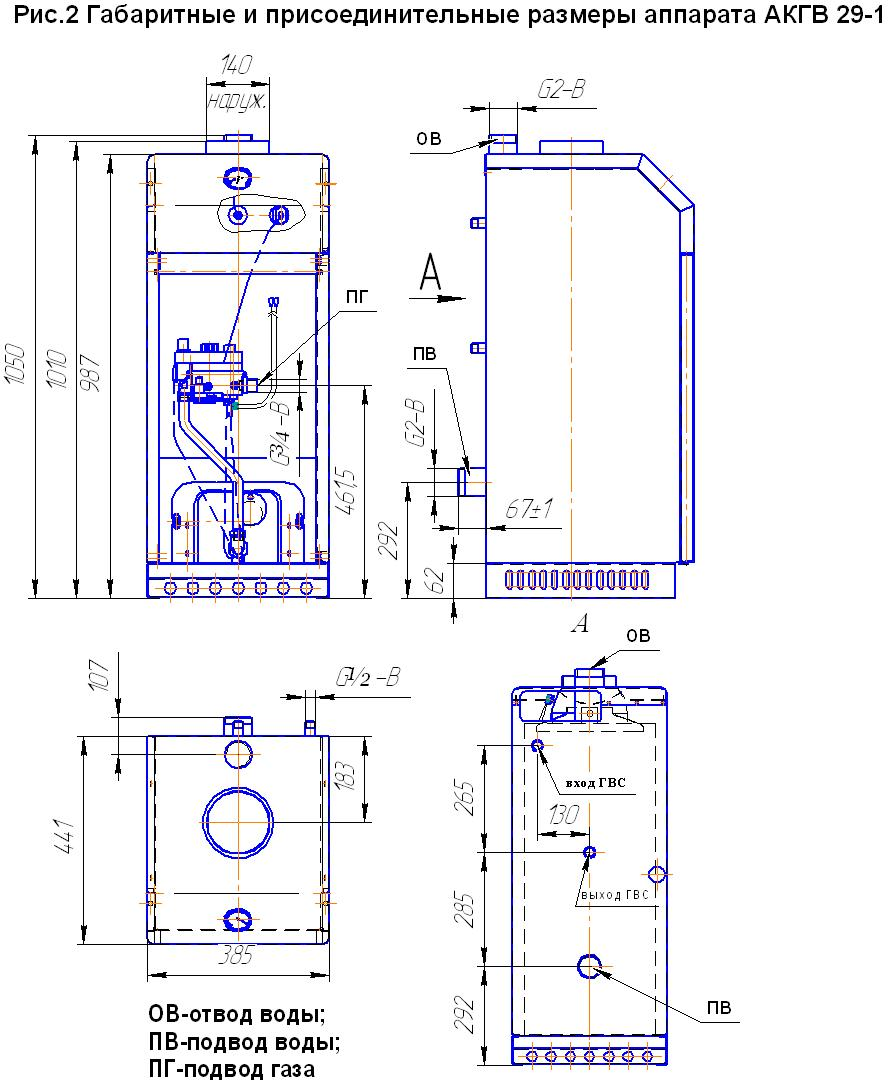 Рис.2 Габаритные и присоединительные размеры аппарата АКГВ 29-1
140
наруж.
G2-B
ОВ
А
ПГ
ПВ
1050
1010
987
G3/4-B
461,5
G2-B
67±1
292
62
А
ОВ
107
G1/2-B
183
441
385
вход ГВС
265
130
выход ГВС
285
ПВ
292
ОВ-отвод воды;
ПВ-подвод воды;
ПГ-подвод газа